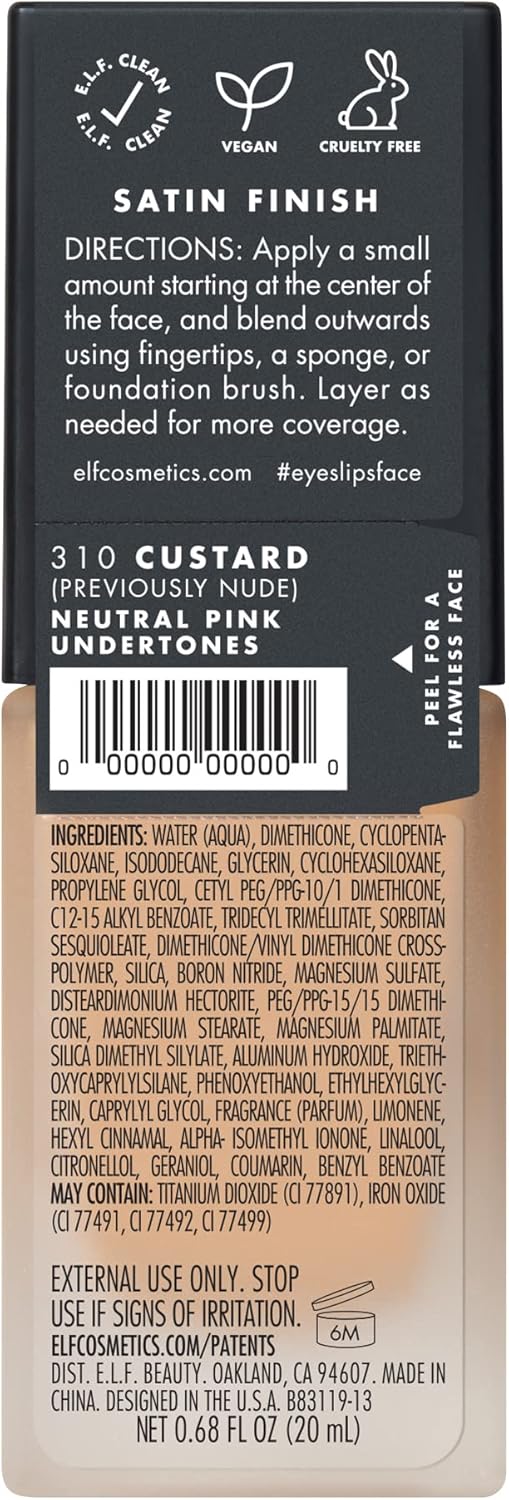 E.L.F. CLEAN
E.L.F. CLEAN
VEGAN
CRUELTY FREE
SATIN FINISH
DIRECTIONS: Apply a small
amount starting at the center of
the face, and blend outwards
using fingertips, a sponge, or
foundation brush. Layer as
needed for more coverage.
elfcosmetics.com #eyeslipsface
310 CUSTARD
(PREVIOUSLY NUDE)
NEUTRAL PINK
UNDERTONES
PEEL FOR A
FLAWLESS FACE
0 00000 00000 0
INGREDIENTS: WATER (AQUA), DIMETHICONE, CYCLOPENTA-
SILOXANE, ISODODECANE, GLYCERIN, CYCLOHEXASILOXANE,
PROPYLENE GLYCOL, CETYL PEG/PPG-10/1 DIMETHICONE,
C12-15 ALKYL BENZOATE, TRIDECYL TRIMELLITATE, SORBITAN
SESQUIOLEATE, DIMETHICONE/VINYL DIMETHICONE CROSS-
POLYMER, SILICA, BORON NITRIDE, MAGNESIUM SULFATE,
DISTEARDIMONIUM HECTORITE, PEG/PPG-15/15 DIMETHI-
CONE, MAGNESIUM STEARATE, MAGNESIUM PALMITATE,
SILICA DIMETHYL SILYLATE, ALUMINUM HYDROXIDE, TRIETH-
OXYCAPRYLYLSILANE, PHENOXYETHANOL, ETHYLHEXYLGLYC-
ERIN, CAPRYLYL GLYCOL, FRAGRANCE (PARFUM), LIMONENE,
HEXYL CINNAMAL, ALPHA- ISOMETHYL IONONE, LINALOOL,
CITRONELLOL, GERANIOL, COUMARIN, BENZYL BENZOATE
MAY CONTAIN: TITANIUM DIOXIDE (CI 77891), IRON OXIDE
(CI 77491, CI 77492, CI 77499)
EXTERNAL USE ONLY. STOP
USE IF SIGNS OF IRRITATION.
6M
ELFCOSMETICS.COM/PATENTS
DIST. E.L.F. BEAUTY. OAKLAND, CA 94607. MADE IN
CHINA. DESIGNED IN THE U.S.A. B83119-13
NET 0.68 FL OZ (20 mL)